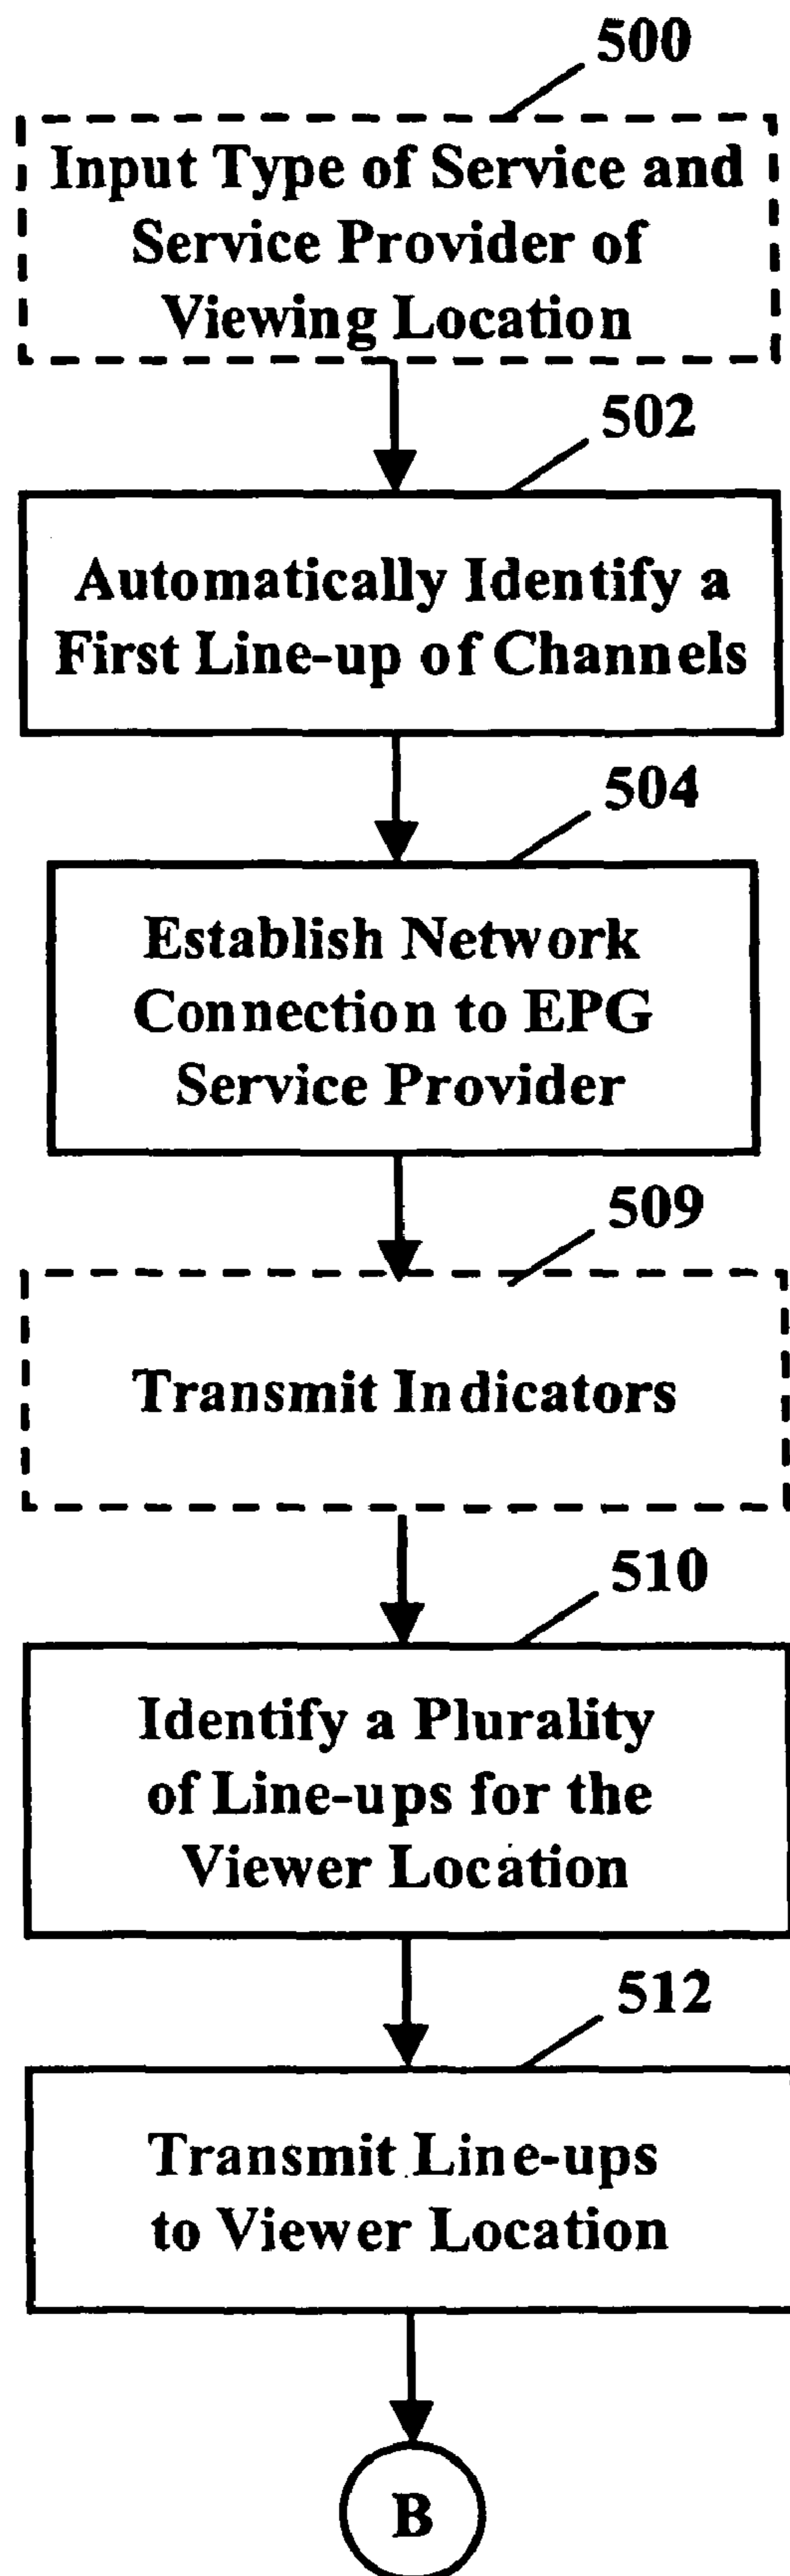 500
Input Type of Service and
Service Provider of
Viewing Location
502
Automatically Identify a
First Line-up of Channels
504
Establish Network
Connection to EPG
Service Provider
509
Transmit Indicators
510
Identify a Plurality
of Line-ups for the
Viewer Location
512
Transmit Line-ups
to Viewer Location
B